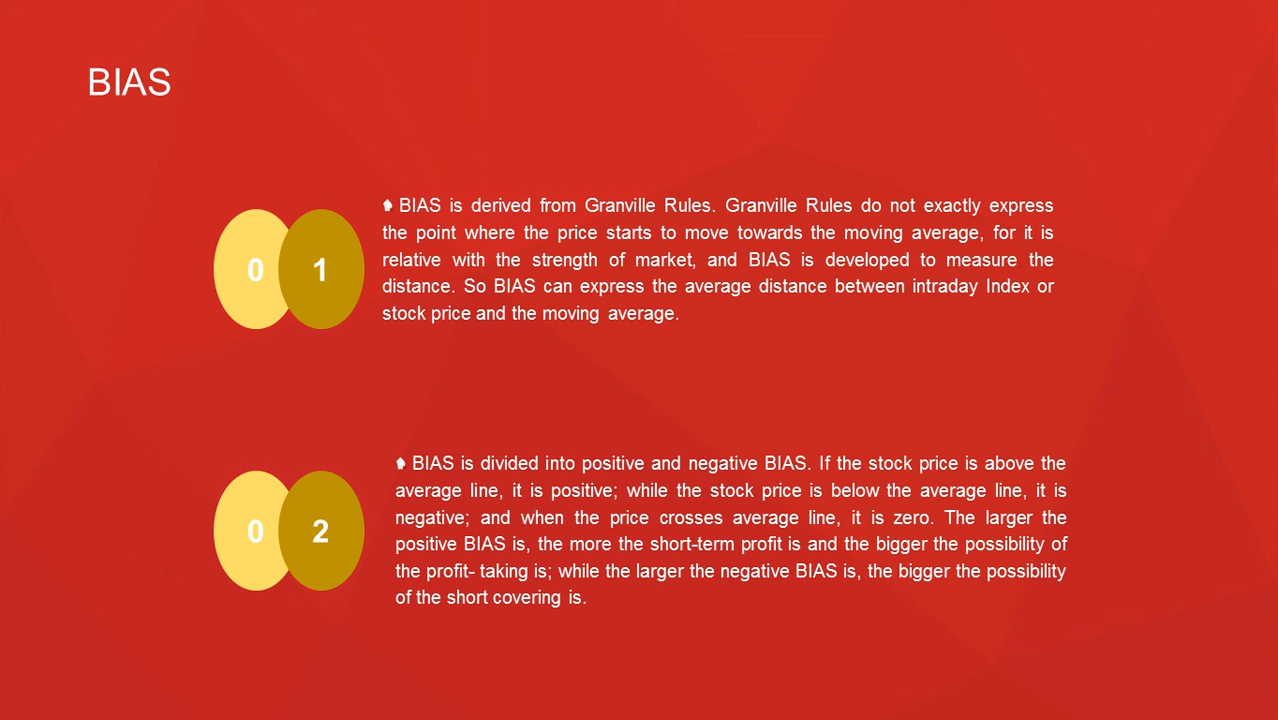 BIAS
0 1
♠ BIAS is derived from Granville Rules. Granville Rules do not exactly express
the point where the price starts to move towards the moving average, for it is
relative with the strength of market, and BIAS is developed to measure the
distance. So BIAS can express the average distance between intraday Index or
stock price and the moving average.
0 2
♠ BIAS is divided into positive and negative BIAS. If the stock price is above the
average line, it is positive; while the stock price is below the average line, it is
negative; and when the price crosses average line, it is zero. The larger the
positive BIAS is, the more the short-term profit is and the bigger the possibility of
the profit- taking is; while the larger the negative BIAS is, the bigger the possibility
of the short covering is.